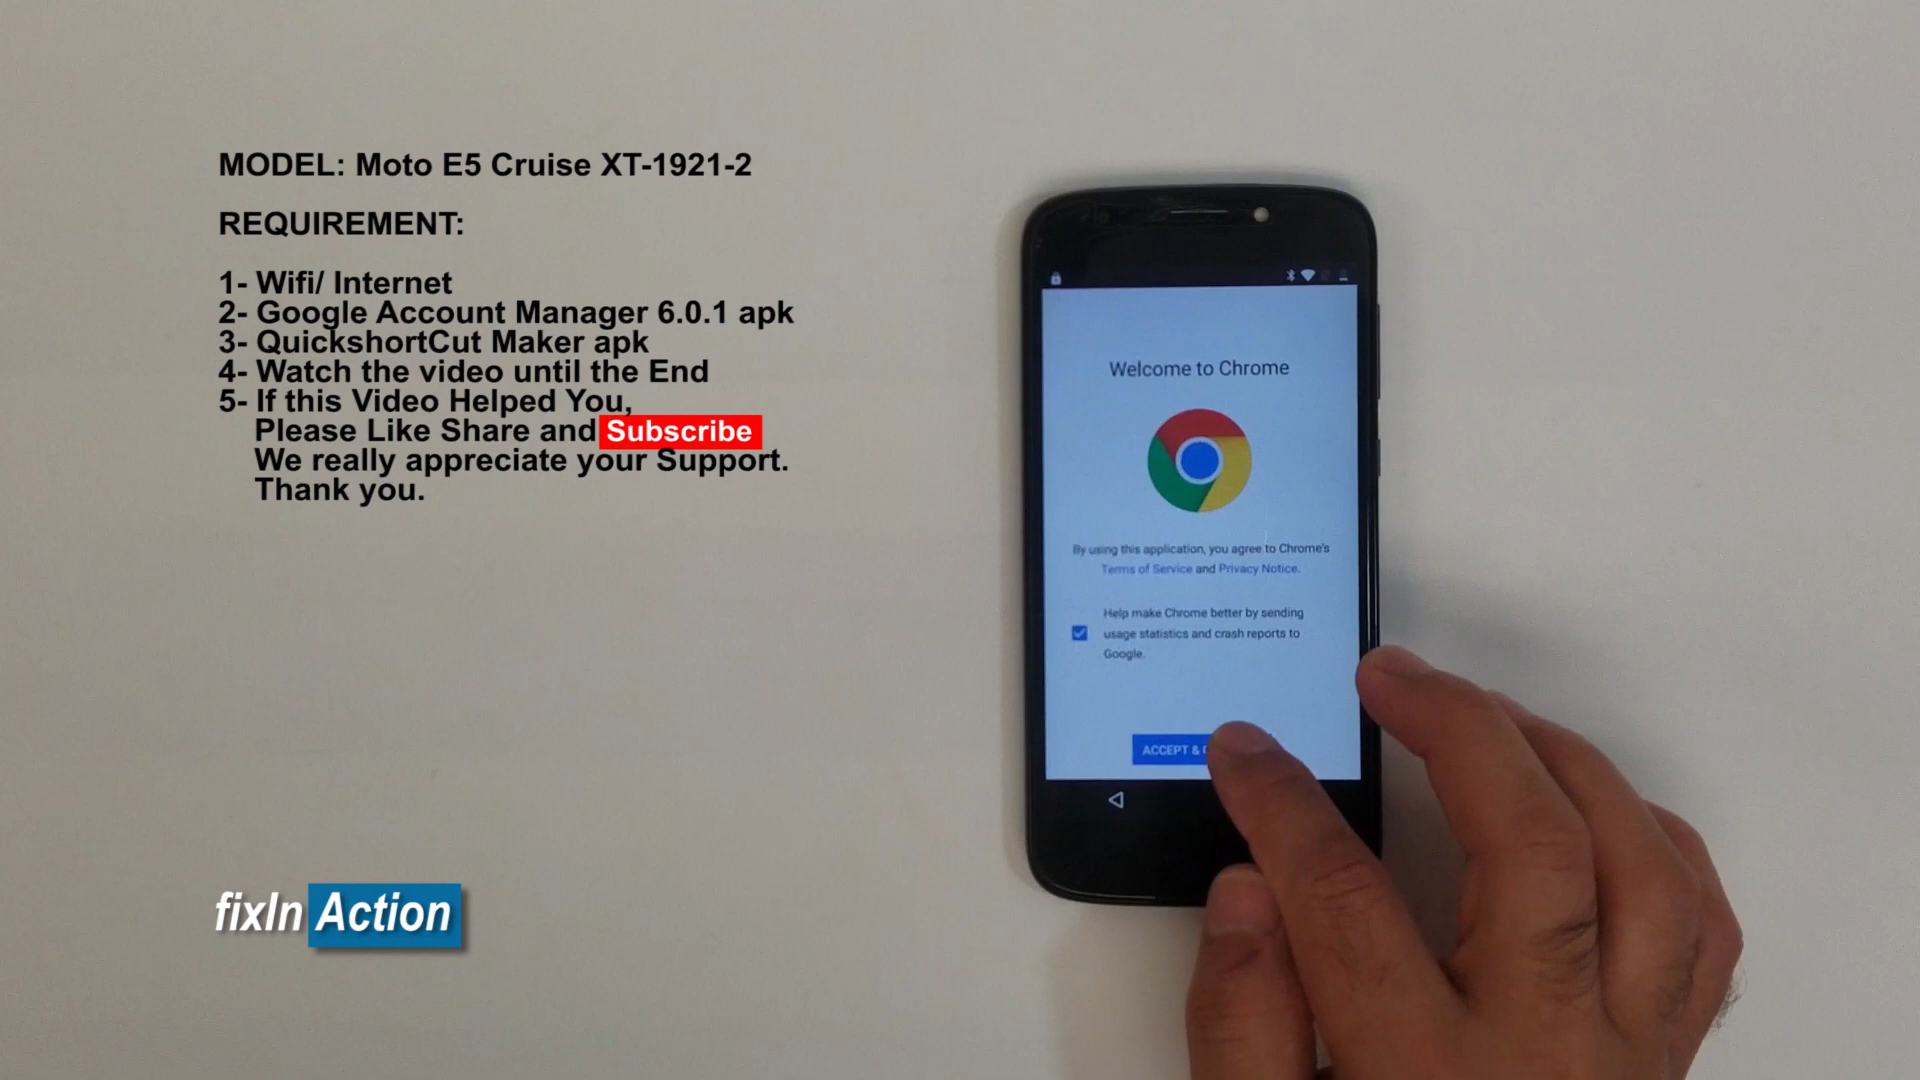 MODEL: Moto E5 Cruise XT-1921-2
REQUIREMENT:
1- Wifi/ Internet
2- Google Account Manager 6.0.1 apk
3- QuickshortCut Maker apk
4- Watch the video until the End
5- If this Video Helped You,
Please Like Share and Subscribe
We really appreciate your Support.
Thank you.
fixIn Action
Welcome to Chrome
By using this application, you agree to Chrome's
Terms of Service and Privacy Notice.
Help make Chrome better by sending
usage statistics and crash reports to
Google.
ACCEPT &